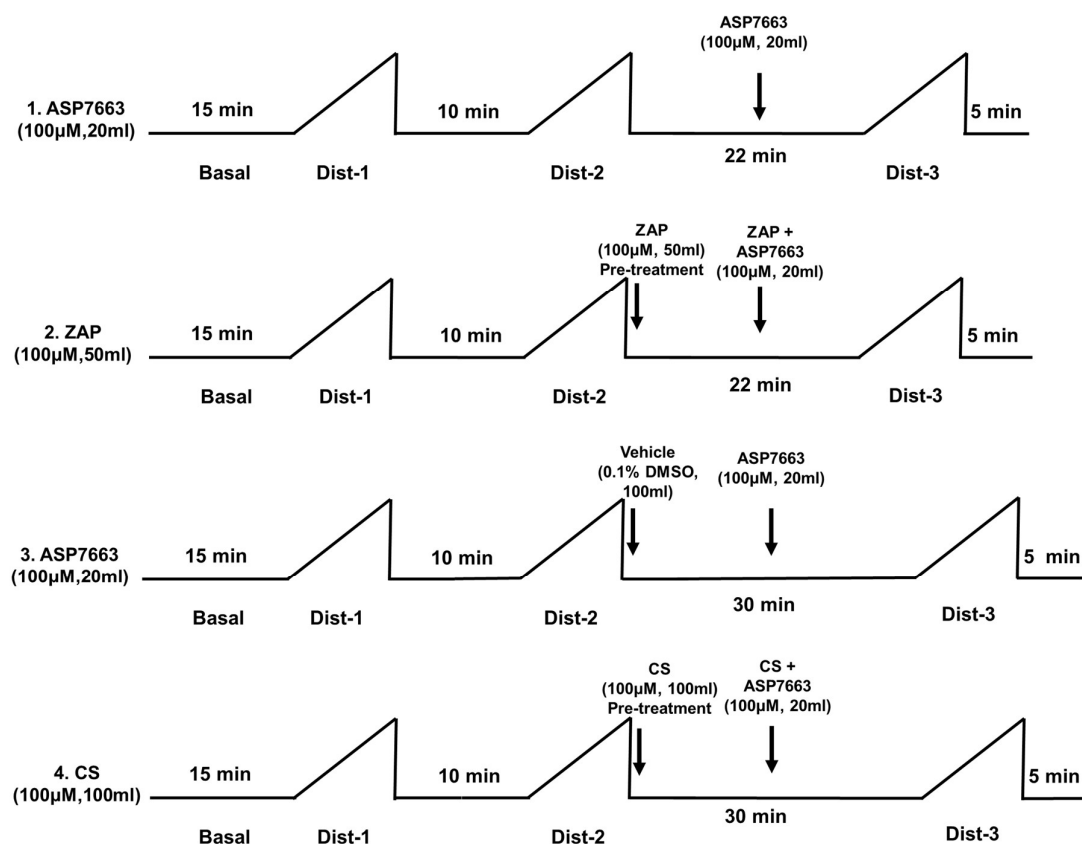 ASP7663
(100µM, 20ml)
1. ASP7663
(100µM,20ml)
15 min
10 min
5 min
22 min
Basal
Dist-1
Dist-2
Dist-3
ZAP
(100µM, 50ml)
Pre-treatment
ZAP +
ASP7663
(100µM, 20ml)
2. ZAP
(100µM,50ml)
15 min
10 min
5 min
22 min
Basal
Dist-1
Dist-2
Dist-3
Vehicle
(0.1% DMSO,
100ml)
ASP7663
(100µM, 20ml)
3. ASP7663
(100µM,20ml)
15 min
10 min
5 min
30 min
Basal
Dist-1
Dist-2
Dist-3
CS
(100µM, 100ml)
Pre-treatment
CS +
ASP7663
(100µM, 20ml)
4. CS
(100µM,100ml)
15 min
10 min
5 min
30 min
Basal
Dist-1
Dist-2
Dist-3